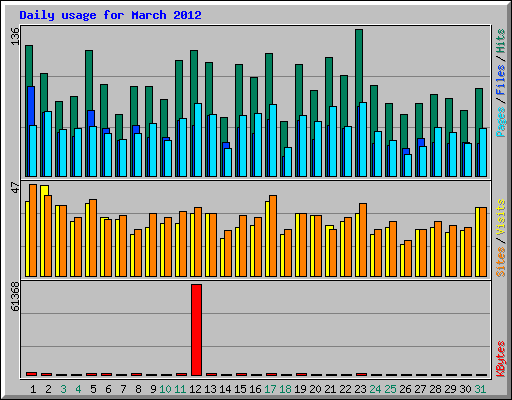 Daily usage for March 2012
136
Pages / Files / Hits
47
Sites / Visits
61368
KBytes
1 2 3 4 5 6 7 8 9 10 11 12 13 14 15 16 17 18 19 20 21 22 23 24 25 26 27 28 29 30 31